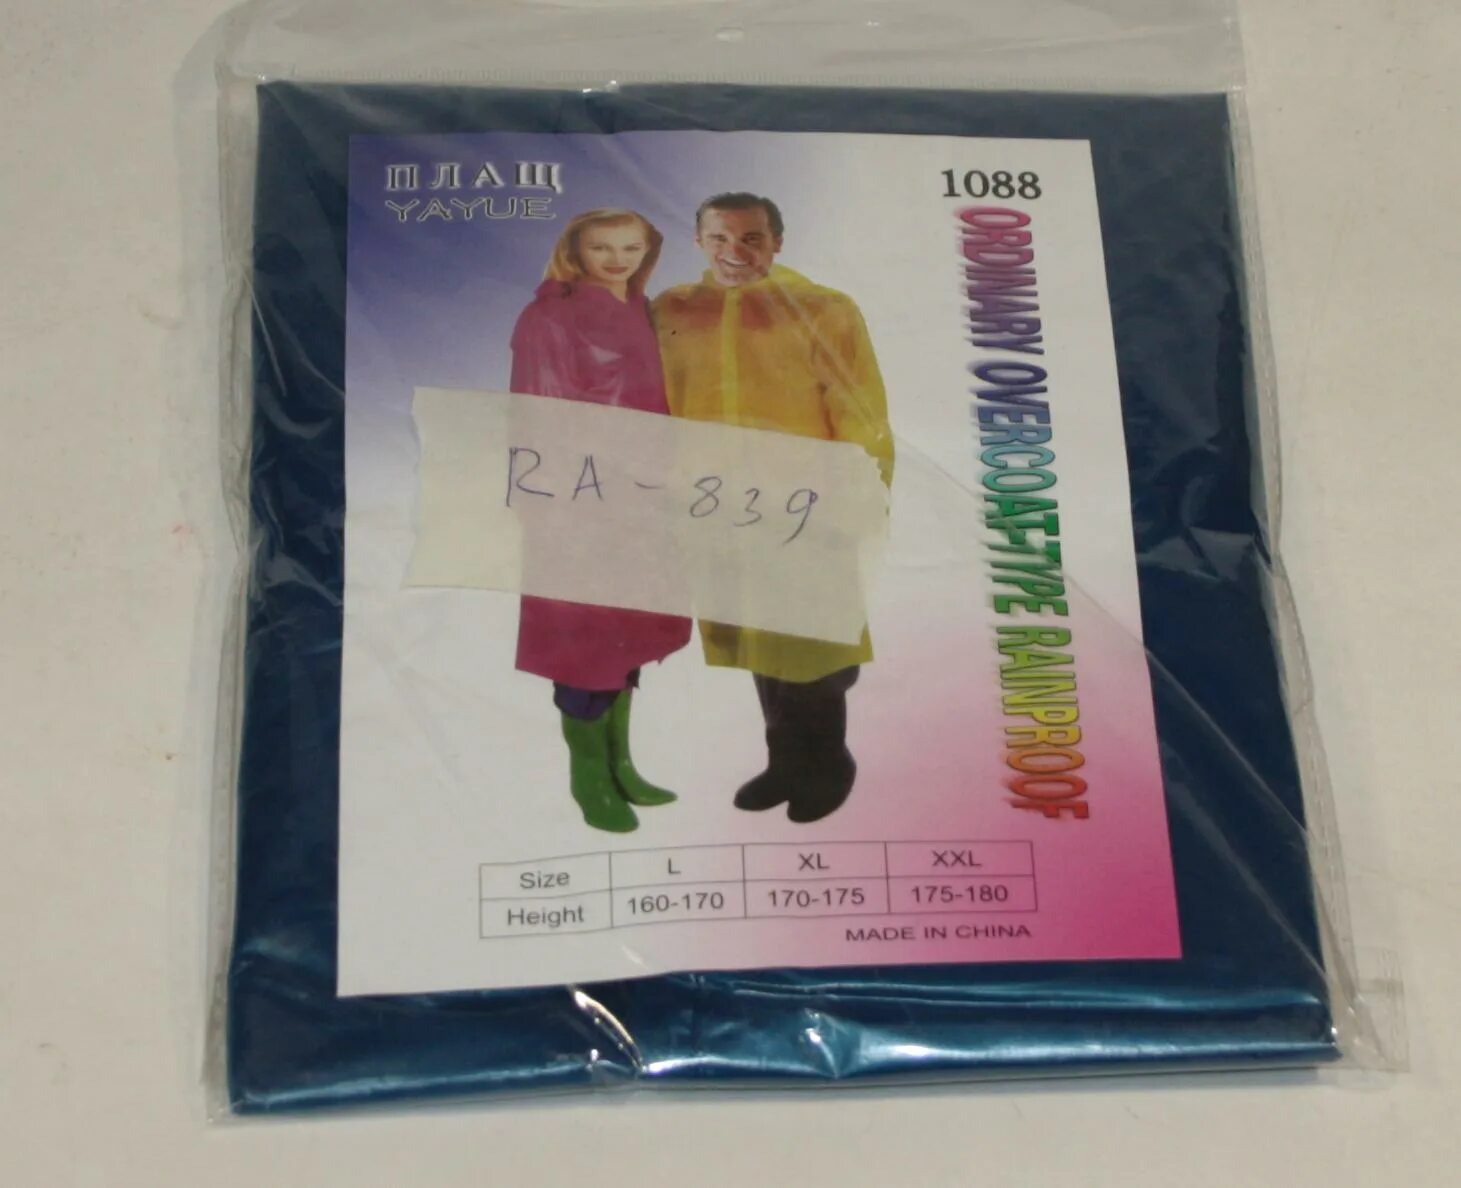 ПЛАЩ
YAYUE
1088
ORDINARY OVERCOAT-TYPE RAINPROOF
RA - 839
Size L XL XXL
Height 160-170 170-175 175-180
MADE IN CHINA